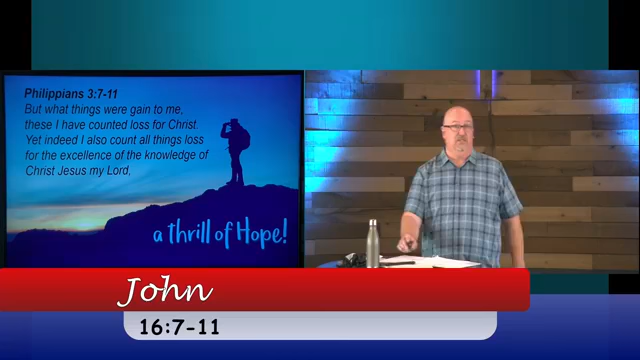 Philippians 3:7-11
But what things were gain to me,
these I have counted loss for Christ.
Yet indeed I also count all things
loss for the excellence of the knowledge of
Christ Jesus my Lord,
a thrill of Hope!
John
16:7-11